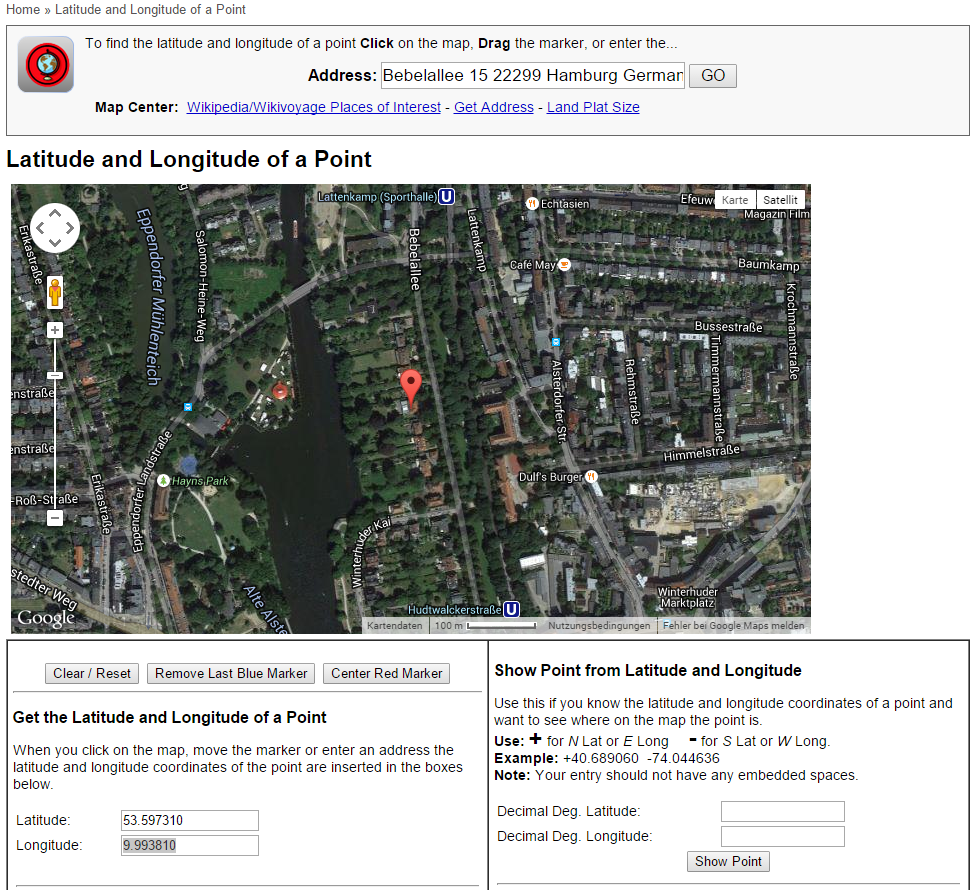 Home » Latitude and Longitude of a Point
To find the latitude and longitude of a point Click on the map, Drag the marker, or enter the...
Address: Bebelallee 15 22299 Hamburg German GO
Map Center: Wikipedia/Wikivoyage Places of Interest - Get Address - Land Plat Size
Latitude and Longitude of a Point
Lattenkamp (Sporthalle) U
Echtasien
Efeuw
Karte Satellit
Magazin Film
Erikastraße
Eppendorfer Mühlenteich
Salomon-Heine-Weg
Bebelallee
Lattenkamp
Café May
Baumkamp
Krochmannstraße
Bussestraße
Timmermannstraße
Rehmstraße
Alsterdorfer Str.
enstraße
enstraße
Himmelstraße
Dulf's Burger
Hayns Park
Eppendorfer Landstraße
Erikastraße
-Roß-Straße
Winterhuder Kai
stedter Weg
Alte Alste
Winterhuder
Marktplatz
Hudtwalckerstraße U
Google
Kartendaten 100 m Nutzungsbedingungen Fehler bei Google Maps melden
Clear / Reset Remove Last Blue Marker Center Red Marker
Get the Latitude and Longitude of a Point
When you click on the map, move the marker or enter an address the
latitude and longitude coordinates of the point are inserted in the boxes
below.
Latitude: 53.597310
Longitude: 9.993810
Show Point from Latitude and Longitude
Use this if you know the latitude and longitude coordinates of a point and
want to see where on the map the point is.
Use: + for N Lat or E Long - for S Lat or W Long.
Example: +40.689060 -74.044636
Note: Your entry should not have any embedded spaces.
Decimal Deg. Latitude:
Decimal Deg. Longitude:
Show Point